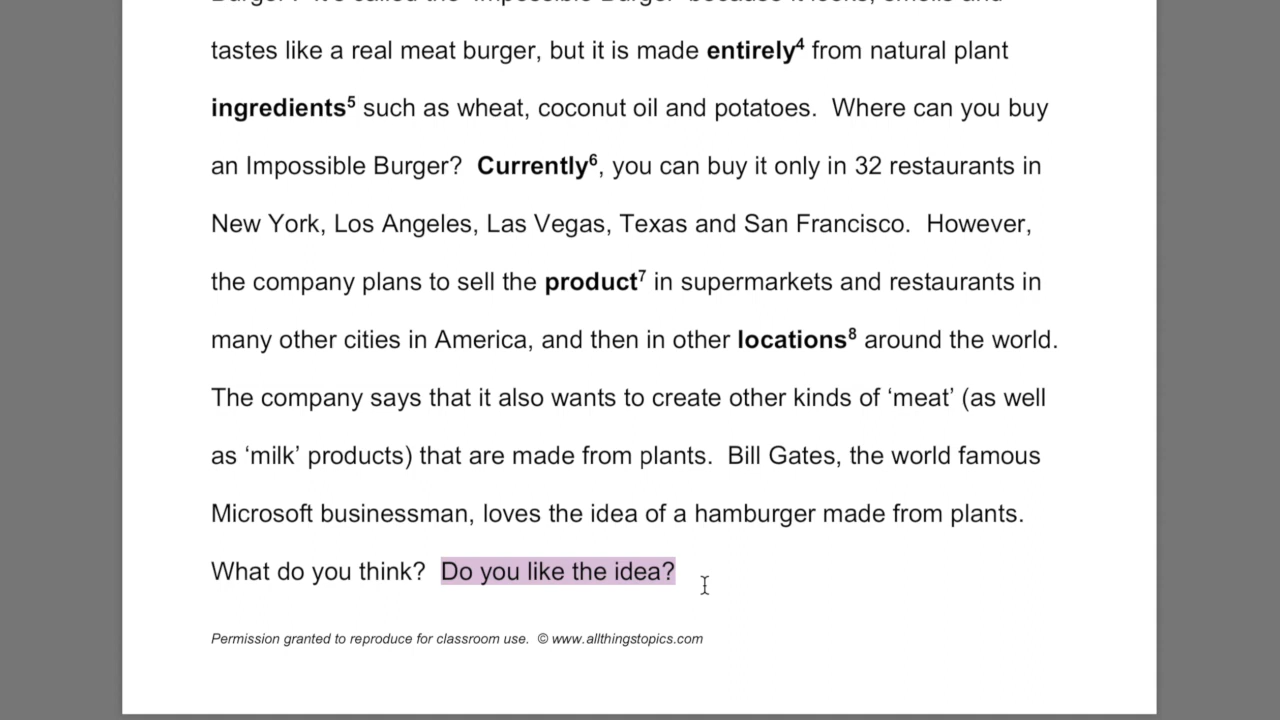 tastes like a real meat burger, but it is made entirely⁴ from natural plant
ingredients⁵ such as wheat, coconut oil and potatoes.  Where can you buy
an Impossible Burger?  Currently⁶, you can buy it only in 32 restaurants in
New York, Los Angeles, Las Vegas, Texas and San Francisco.  However,
the company plans to sell the product⁷ in supermarkets and restaurants in
many other cities in America, and then in other locations⁸ around the world.
The company says that it also wants to create other kinds of ‘meat’ (as well
as ‘milk’ products) that are made from plants.  Bill Gates, the world famous
Microsoft businessman, loves the idea of a hamburger made from plants.
What do you think?  Do you like the idea?
Permission granted to reproduce for classroom use.  © www.allthingstopics.com